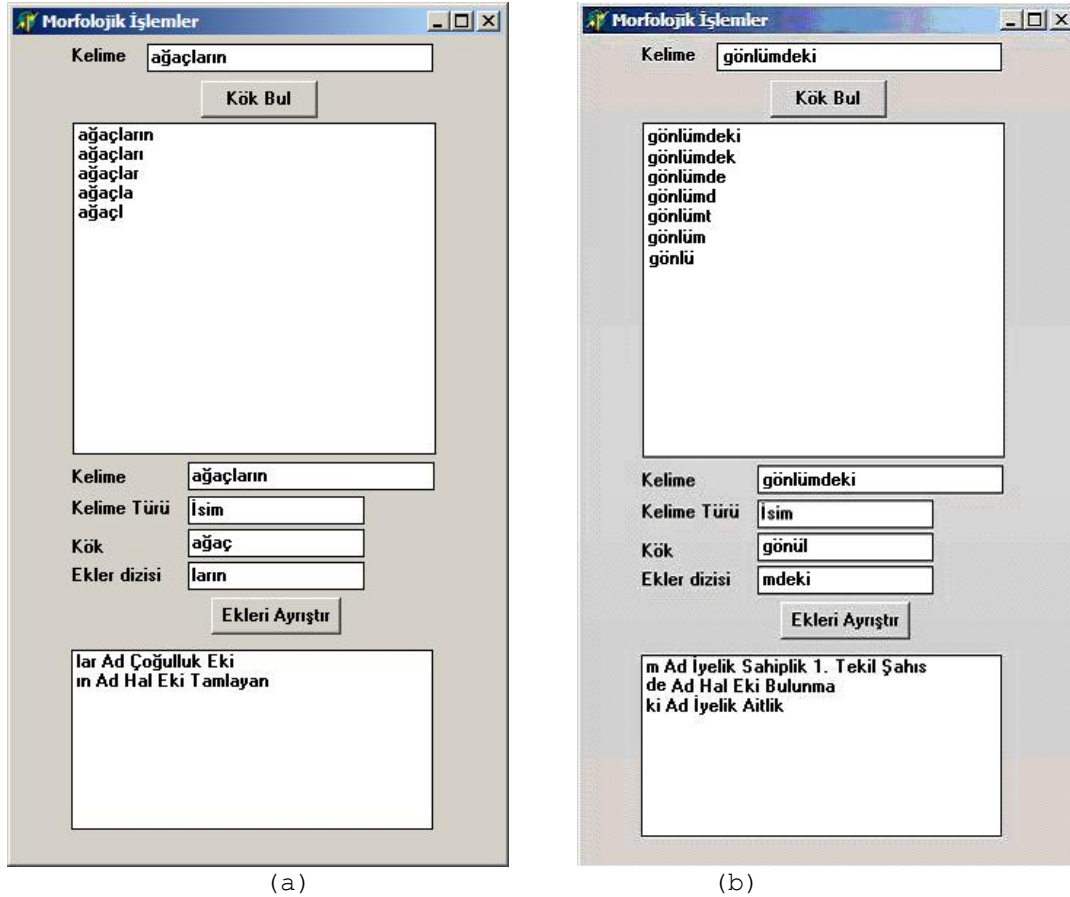 Morfolojik İşlemler
Kelime ağaçların
Kök Bul
ağaçların
ağaçları
ağaçlar
ağaçla
ağaçl
Kelime ağaçların
Kelime Türü İsim
Kök ağaç
Ekler dizisi ların
Ekleri Ayrıştır
lar Ad Çoğulluk Eki
ın Ad Hal Eki Tamlayan
(a)
Morfolojik İşlemler
Kelime gönlümdeki
Kök Bul
gönlümdeki
gönlümdek
gönlümde
gönlümd
gönlümt
gönlüm
gönlü
Kelime gönlümdeki
Kelime Türü İsim
Kök gönül
Ekler dizisi mdeki
Ekleri Ayrıştır
m Ad İyelik Sahiplik 1. Tekil Şahıs
de Ad Hal Eki Bulunma
ki Ad İyelik Aitlik
(b)